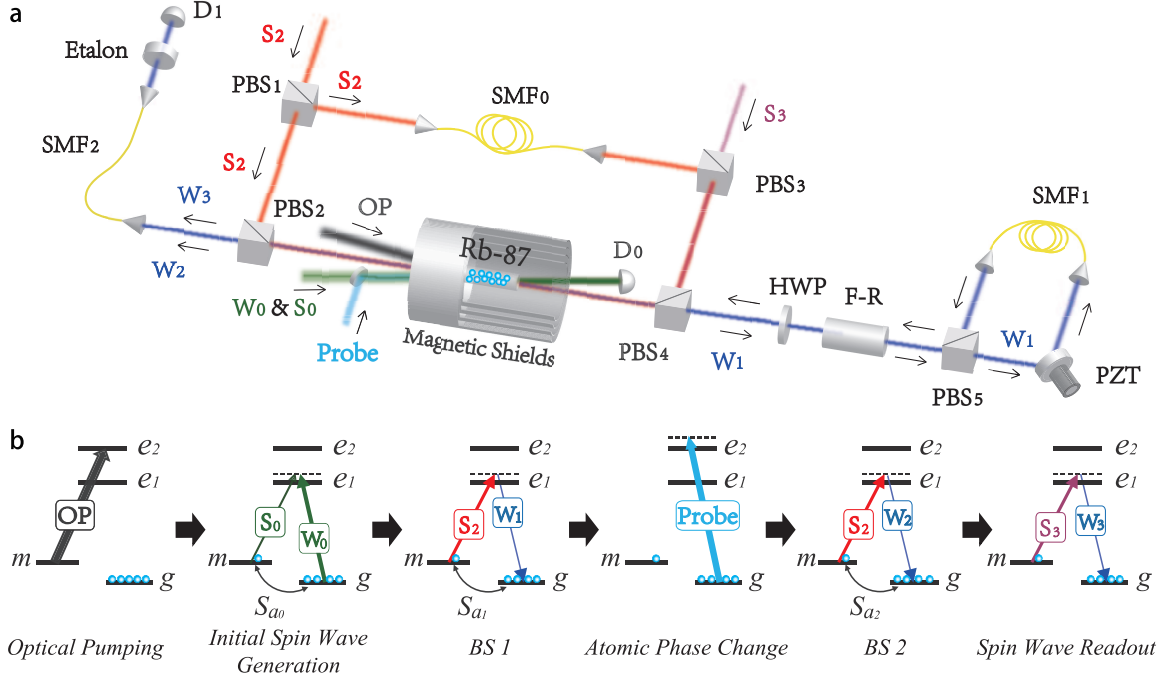 a
D1
Etalon
SMF2
S2
PBS1
S2
SMF0
S3
S2
PBS3
SMF1
W3
PBS2
OP
W2
Rb-87
D0
W0 & S0
HWP
F-R
Probe
Magnetic Shields
PBS4
W1
W1
PBS5
PZT
b
e2
e2
e2
e2
e2
e2
e1
e1
e1
e1
e1
e1
OP
S0
W0
S2
W1
Probe
S2
W2
S3
W3
m
g
m
g
m
g
m
g
m
g
m
g
Sa0
Sa1
Sa2
Optical Pumping
Initial Spin Wave
Generation
BS 1
Atomic Phase Change
BS 2
Spin Wave Readout